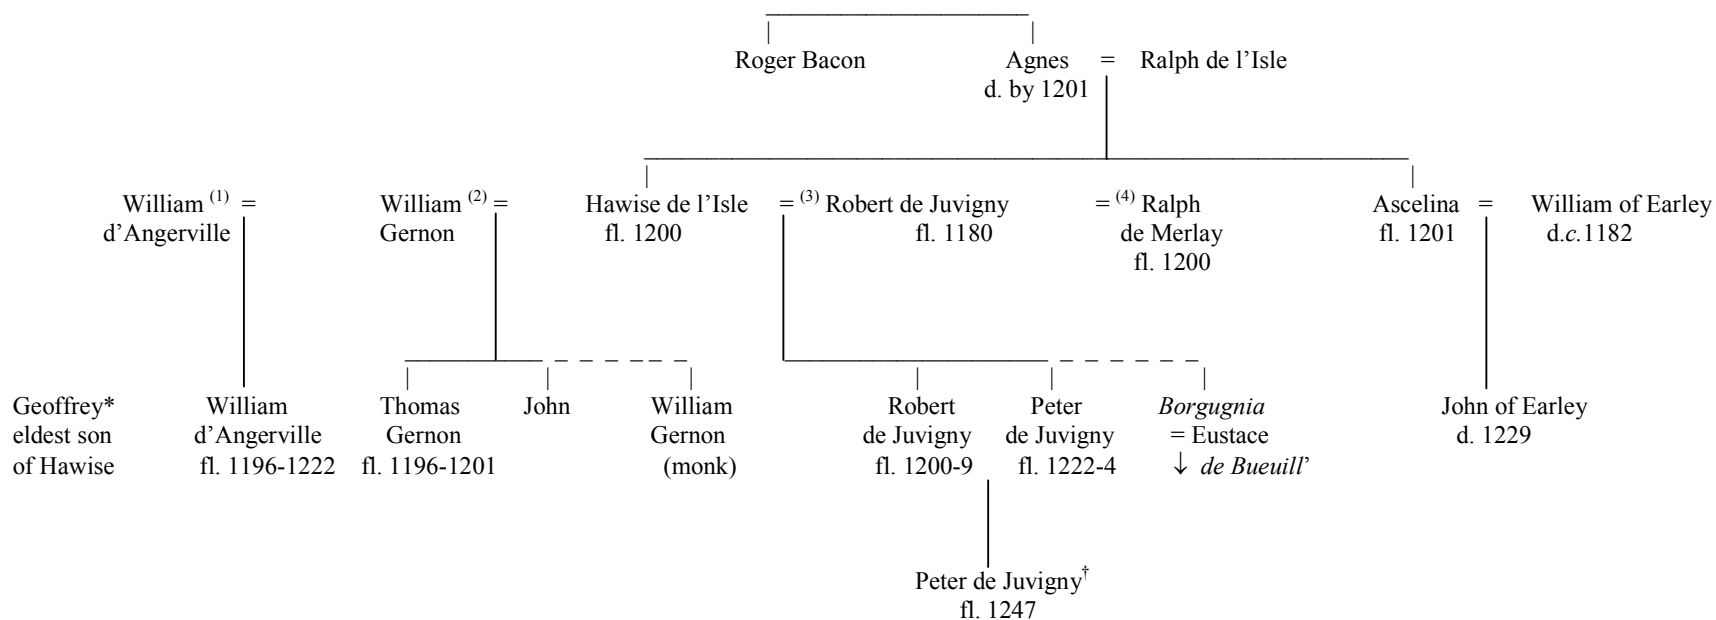 Roger Bacon Agnes = Ralph de l’Isle
d. by 1201
William (1) = William (2) = Hawise de l’Isle = (3) Robert de Juvigny = (4) Ralph Ascelina = William of Earley
d’Angerville Gernon fl. 1200 fl. 1180 de Merlay fl. 1201 d.c.1182
fl. 1200
Geoffrey* William Thomas John William Robert Peter Borgugnia John of Earley
eldest son d’Angerville Gernon Gernon de Juvigny de Juvigny = Eustace d. 1229
of Hawise fl. 1196-1222 fl. 1196-1201 (monk) fl. 1200-9 fl. 1222-4 ↓ de Bueuill’
Peter de Juvigny†
fl. 1247